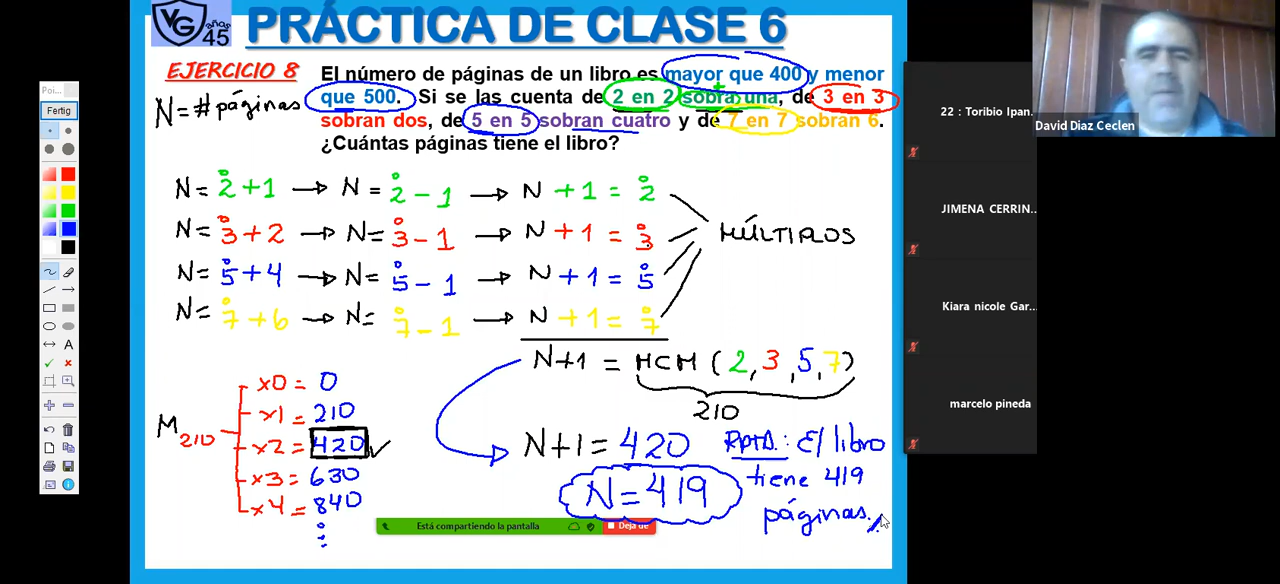 VG
años
45
PRÁCTICA DE CLASE 6
EJERCICIO 8
El número de páginas de un libro es mayor que 400 y menor
que 500. Si se las cuenta de 2 en 2 sobra una, de 3 en 3
sobran dos, de 5 en 5 sobran cuatro y de 7 en 7 sobran 6.
¿Cuántas páginas tiene el libro?
N = # páginas
N = 2̊ + 1 → N = 2̊ - 1 → N + 1 = 2̊
N = 3̊ + 2 → N = 3̊ - 1 → N + 1 = 3̊
N = 5̊ + 4 → N = 5̊ - 1 → N + 1 = 5̊
N = 7̊ + 6 → N = 7̊ - 1 → N + 1 = 7̊
MÚLTIPLOS
N+1 = MCM (2, 3, 5, 7)
210
M210
x0 = 0
x1 = 210
x2 = 420 ✓
x3 = 630
x4 = 840
N+1 = 420
N = 419
Rpta.: El libro
tiene 419
páginas.
Poi...
Fertig
A
Está compartiendo la pantalla
Deja de
David Diaz Ceclen
22 : Toribio Ipan...
JIMENA CERRIN...
Kiara nicole Gar...
marcelo pineda